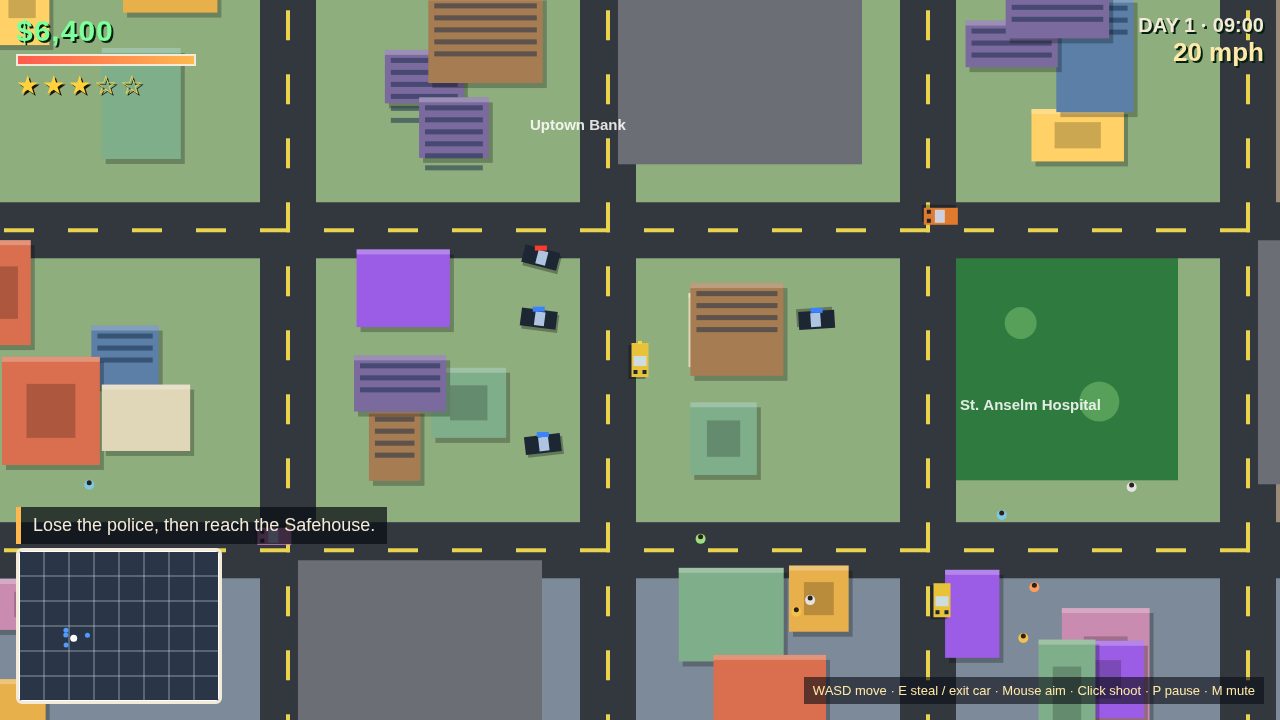 $6,400
DAY 1 · 09:00
20 mph
★★★☆☆
Uptown Bank
St. Anselm Hospital
Lose the police, then reach the Safehouse.
WASD move · E steal / exit car · Mouse aim · Click shoot · P pause · M mute